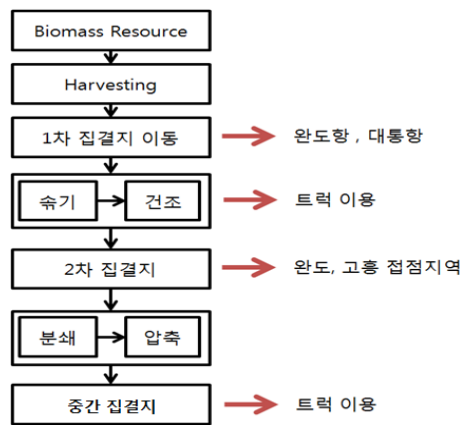 Biomass Resource
Harvesting
1차 집결지 이동
완도항 , 대통항
솎기
건조
트럭 이용
2차 집결지
완도, 고흥 접점지역
분쇄
압축
중간 집결지
트럭 이용